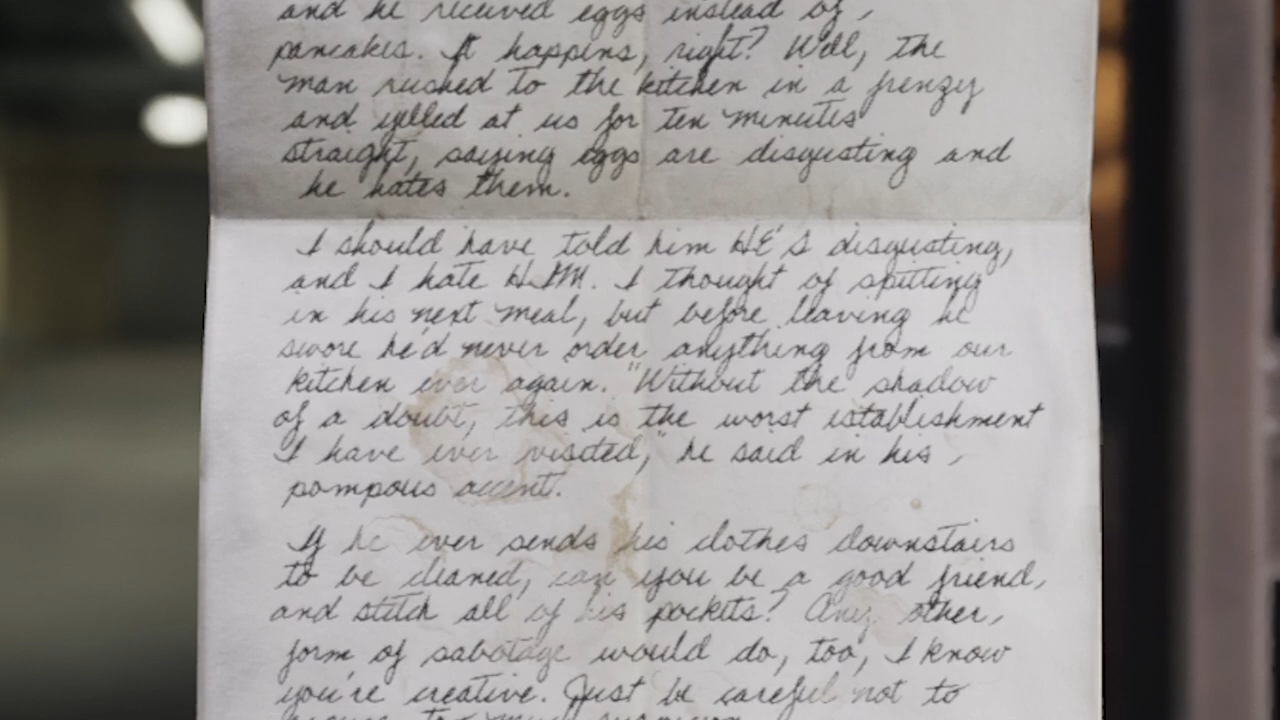 and he received eggs instead of
pancakes. It happens, right? Well, the
man rushed to the kitchen in a frenzy
and yelled at us for ten minutes
straight, saying eggs are disgusting and
he hates them.
I should have told him HE'S disgusting,
and I hate HIM. I thought of spitting
in his next meal, but before leaving he
swore he'd never order anything from our
kitchen ever again. "Without the shadow
of a doubt, this is the worst establishment
I have ever visited," he said in his
pompous accent.
If he ever sends his clothes downstairs
to be cleaned, can you be a good friend,
and stitch all of his pockets? Any other
form of sabotage would do, too, I know
you're creative. Just be careful not to
too much suspicion